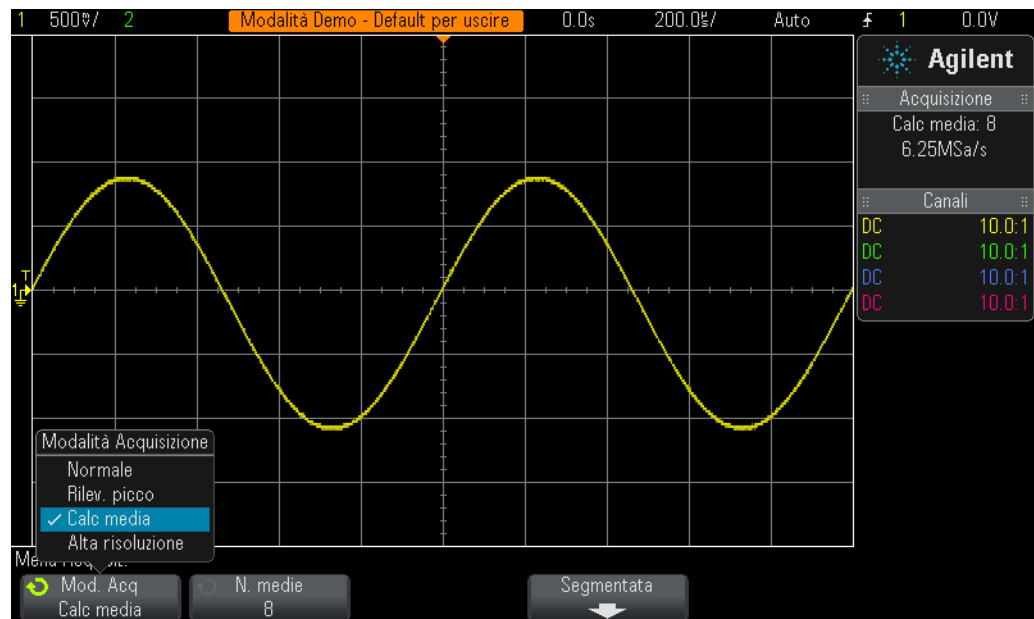 1 500㎷/ 2 Modalità Demo - Default per uscire 0.0s 200.0㎲/ Auto 1 0.0V
Agilent
Acquisizione
Calc media: 8
6.25MSa/s
Canali
DC 10.0:1
DC 10.0:1
DC 10.0:1
DC 10.0:1
T
1
Modalità Acquisizione
Normale
Rilev. picco
Calc media
Alta risoluzione
Mod. Acq
Calc media
N. medie
8
Segmentata